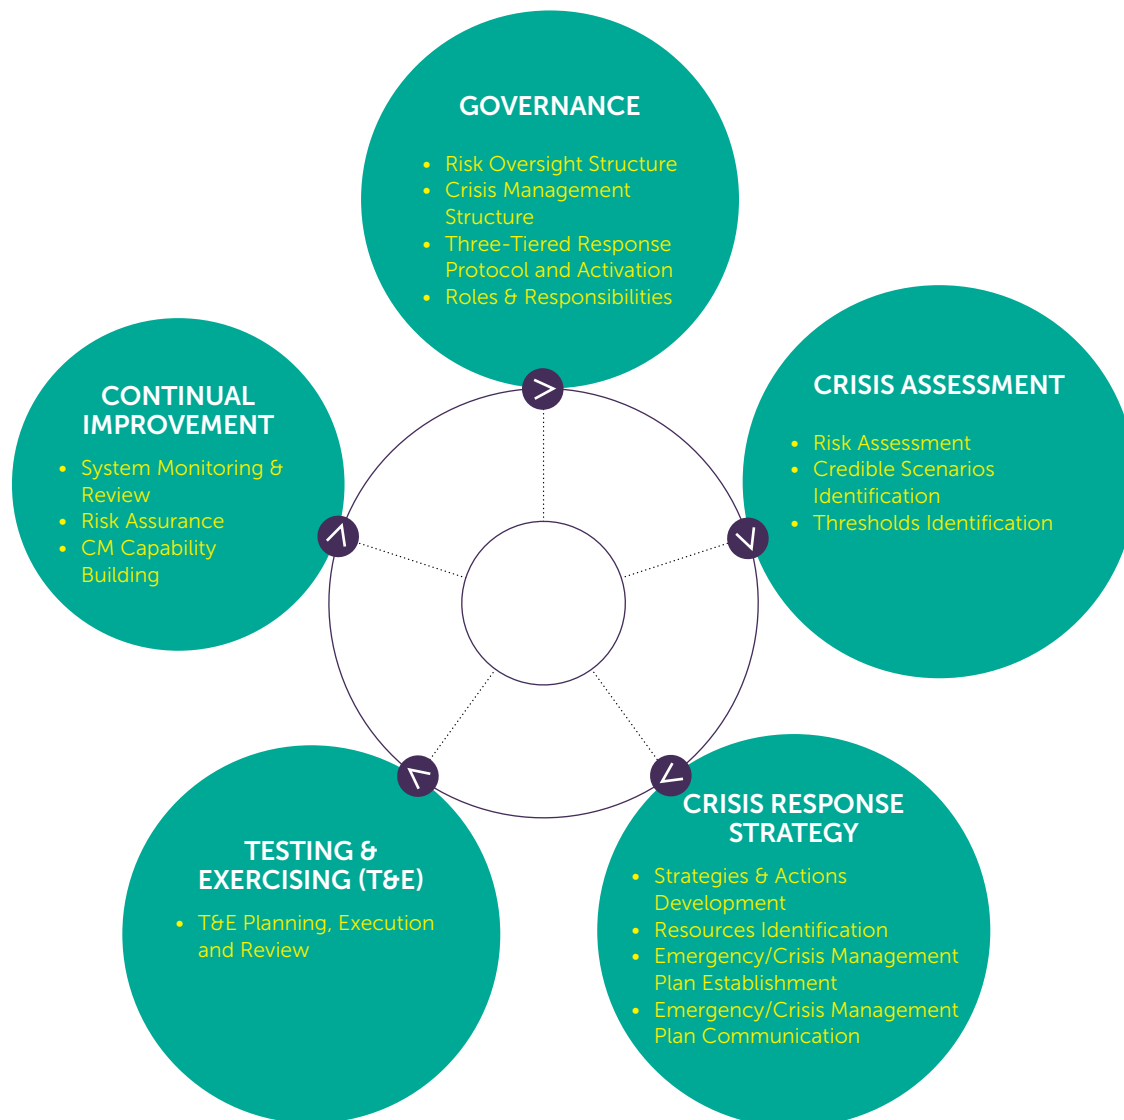 GOVERNANCE
• Risk Oversight Structure
• Crisis Management
Structure
• Three-Tiered Response
Protocol and Activation
• Roles & Responsibilities
CRISIS ASSESSMENT
• Risk Assessment
• Credible Scenarios
Identification
• Thresholds Identification
CRISIS RESPONSE
STRATEGY
• Strategies & Actions
Development
• Resources Identification
• Emergency/Crisis Management
Plan Establishment
• Emergency/Crisis Management
Plan Communication
TESTING &
EXERCISING (T&E)
• T&E Planning, Execution
and Review
CONTINUAL
IMPROVEMENT
• System Monitoring &
Review
• Risk Assurance
• CM Capability
Building